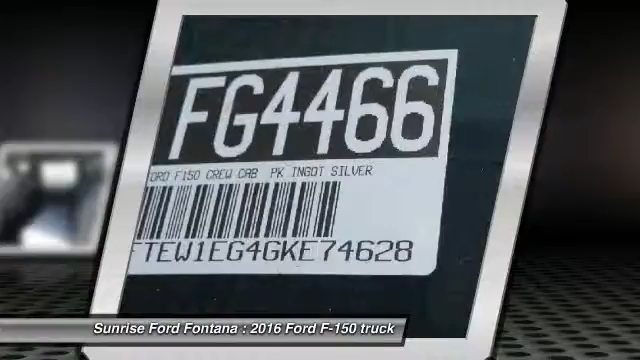 FG4466
ORD F150 CREW CAB PK INGOT SILVER
FTEW1EG4GKE74628
Sunrise Ford Fontana : 2016 Ford F-150 truck